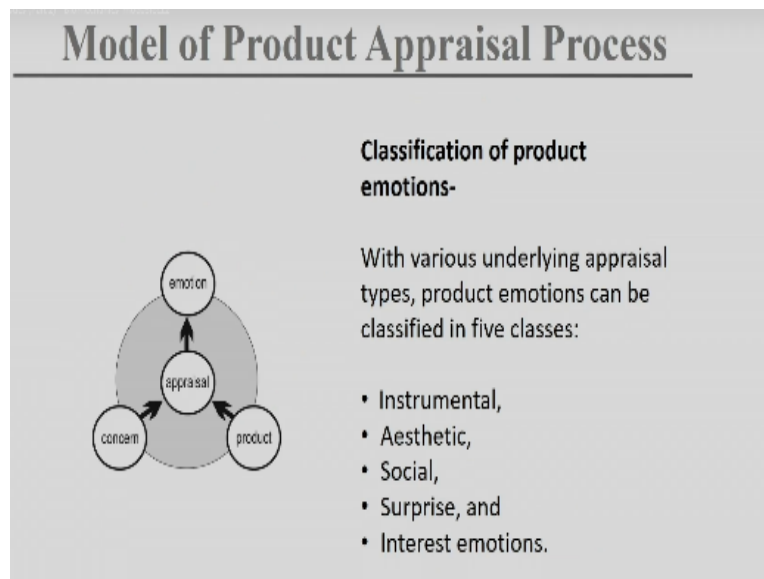 Model of Product Appraisal Process
Classification of product
emotions-
With various underlying appraisal
types, product emotions can be
classified in five classes:
• Instrumental,
• Aesthetic,
• Social,
• Surprise, and
• Interest emotions.
emotion
appraisal
concern
product